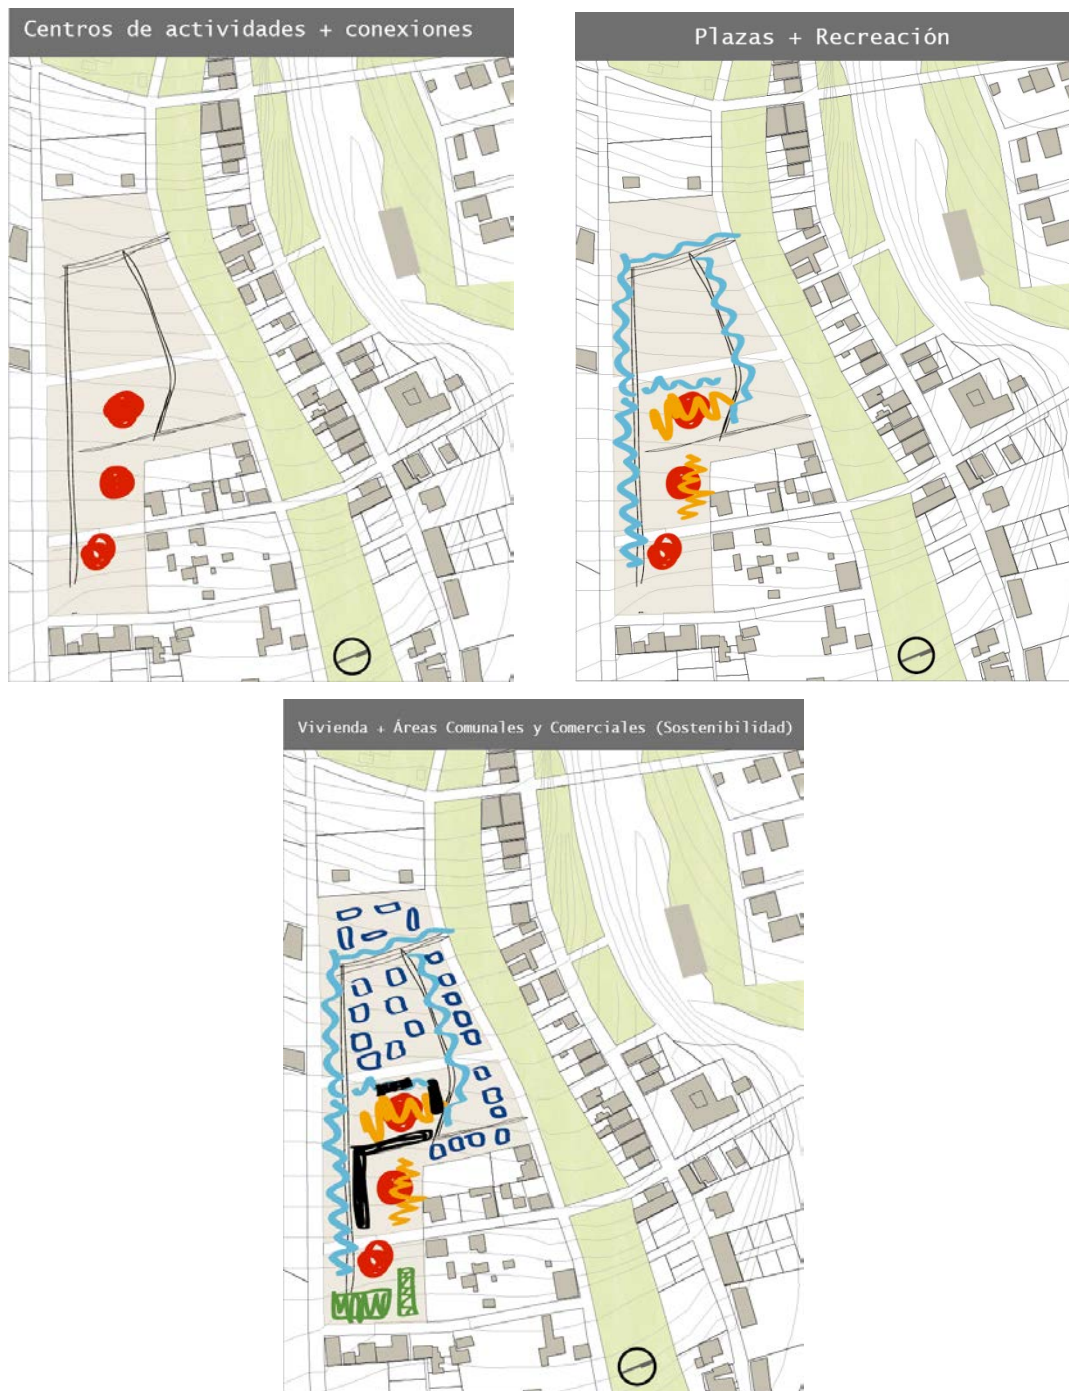 Centros de actividades + conexiones
Plazas + Recreación
Vivienda + Áreas Comunales y Comerciales (Sostenibilidad)